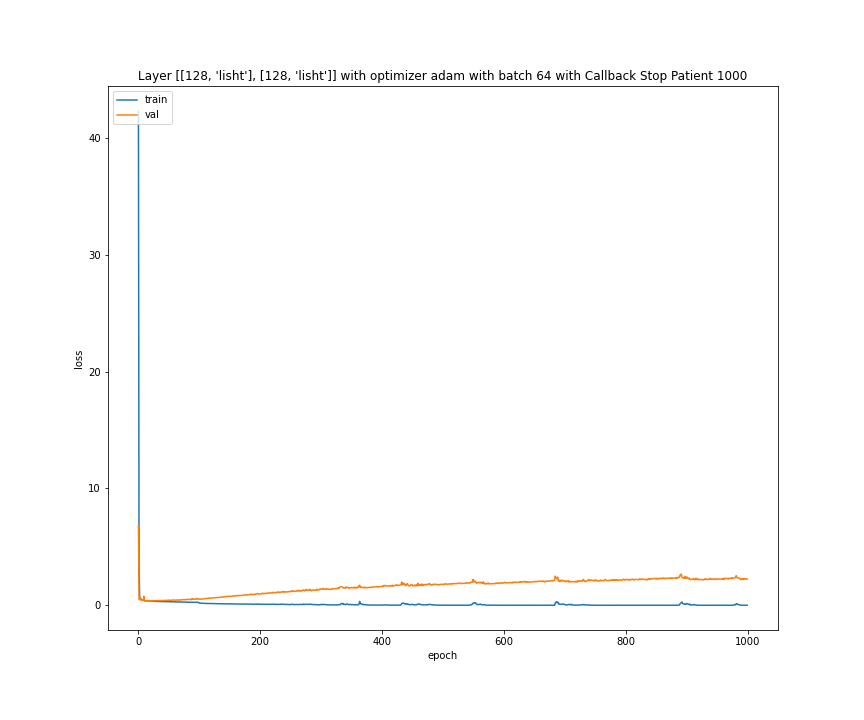 Layer [[128, 'lisht'], [128, 'lisht']] with optimizer adam with batch 64 with Callback Stop Patient 1000
train
val
40
30
20
10
0
loss
0
200
400
600
800
1000
epoch